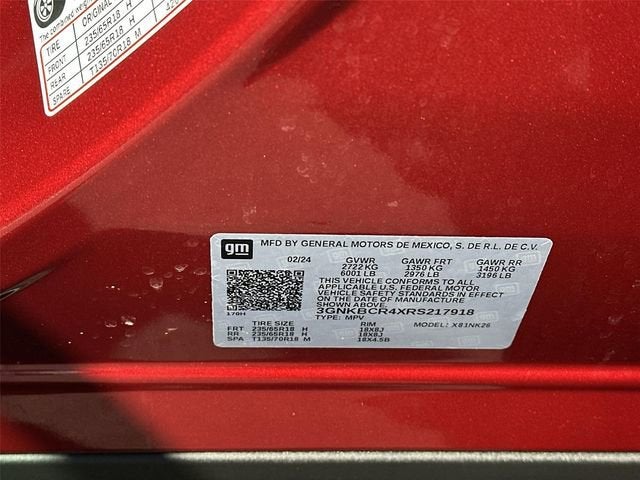 The combined
TIRE ORIGINAL
FRONT 235/65R18 H
REAR 235/65R18 H
SPARE T135/70R18 M
gm MFD BY GENERAL MOTORS DE MEXICO, S. DE R.L. DE C.V.
02/24 GVWR GAWR FRT GAWR RR
2722 KG 1350 KG 1450 KG
6001 LB 2976 LB 3196 LB
THIS VEHICLE CONFORMS TO ALL
APPLICABLE U.S. FEDERAL MOTOR
VEHICLE SAFETY STANDARDS IN EFFECT
ON THE DATE OF MANUFACTURE
3GNKBCR4XRS217918
176H TYPE: MPV
TIRE SIZE RIM MODEL: X81NK26
FRT 235/65R18 H 18X8J
RR 235/65R18 H 18X8J
SPA T135/70R18 M 18X4.5B